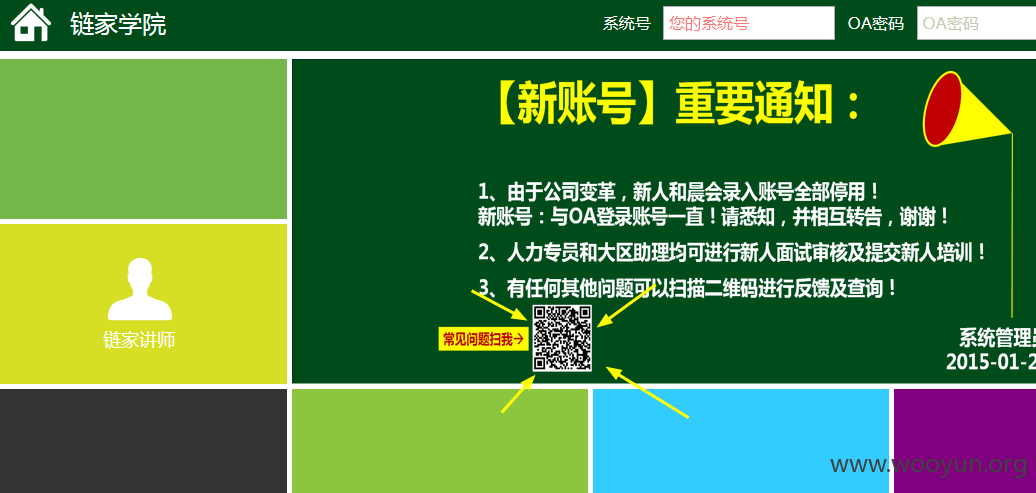 链家学院
系统号 您的系统号 OA密码 OA密码
【新账号】重要通知：
1、由于公司变革，新人和晨会录入账号全部停用！
新账号：与OA登录账号一直！请悉知，并相互转告，谢谢！
2、人力专员和大区助理均可进行新人面试审核及提交新人培训！
3、有任何其他问题可以扫描二维码进行反馈及查询！
常见问题扫我→
链家讲师
系统管理员
2015-01-2
www.wooyun.org